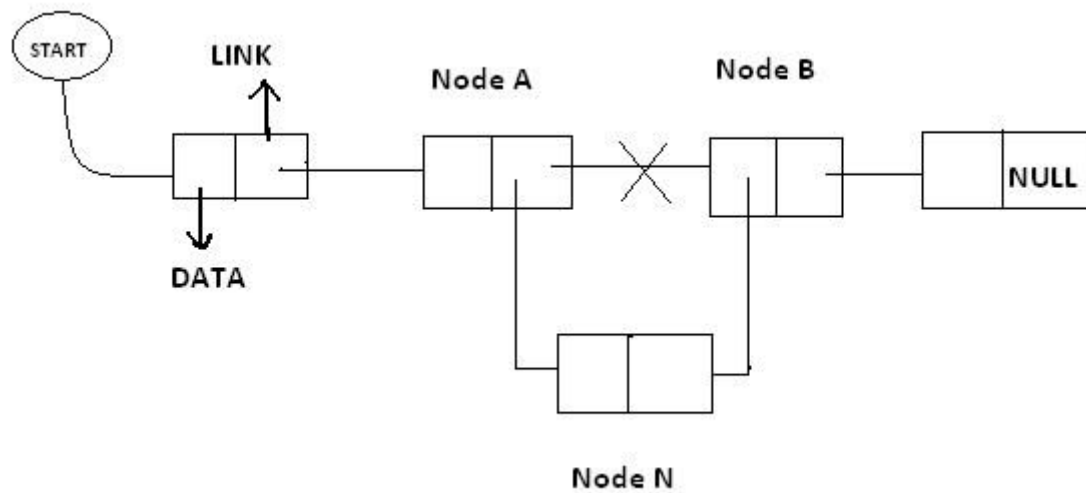 START
LINK
Node A
Node B
NULL
DATA
Node N